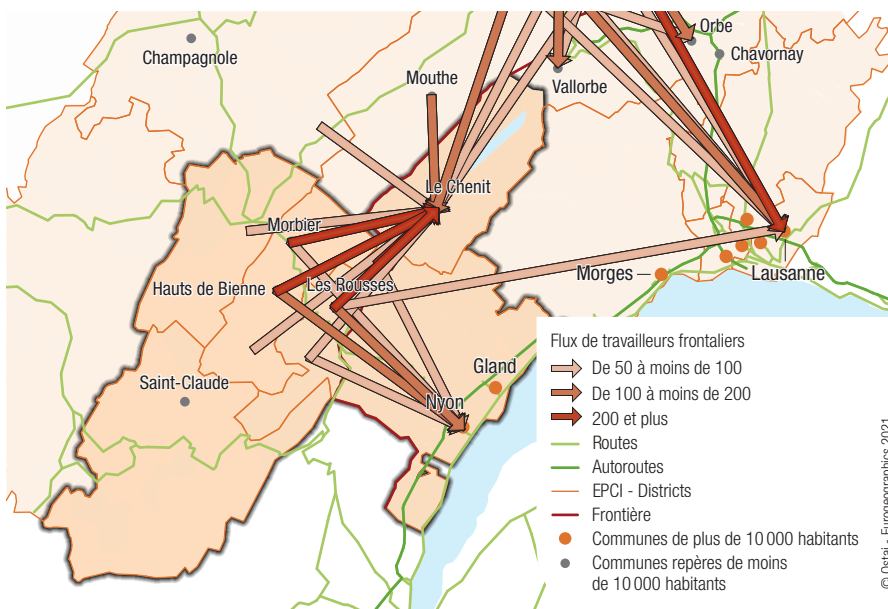 Orbe
Champagnole
Chavornay
Mouthe
Vallorbe
Le Chenit
Morbier
Morges
Lausanne
Hauts de Bienne
Les Rousses
Gland
Saint-Claude
Nyon
Flux de travailleurs frontaliers
De 50 à moins de 100
De 100 à moins de 200
200 et plus
Routes
Autoroutes
EPCI - Districts
Frontière
Communes de plus de 10 000 habitants
Communes repères de moins
de 10 000 habitants
© Ostaj - Eurogeographics 2021